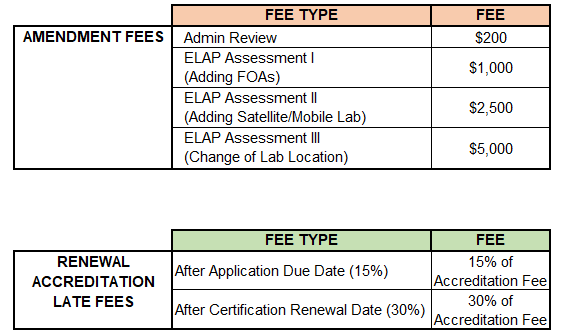 FEE TYPE FEE
AMENDMENT FEES Admin Review $200
ELAP Assessment I
(Adding FOAs) $1,000
ELAP Assessment II
(Adding Satellite/Mobile Lab) $2,500
ELAP Assessment III
(Change of Lab Location) $5,000
FEE TYPE FEE
RENEWAL
ACCREDITATION
LATE FEES
After Application Due Date (15%)
15% of
Accreditation Fee
After Certification Renewal Date (30%)
30% of
Accreditation Fee